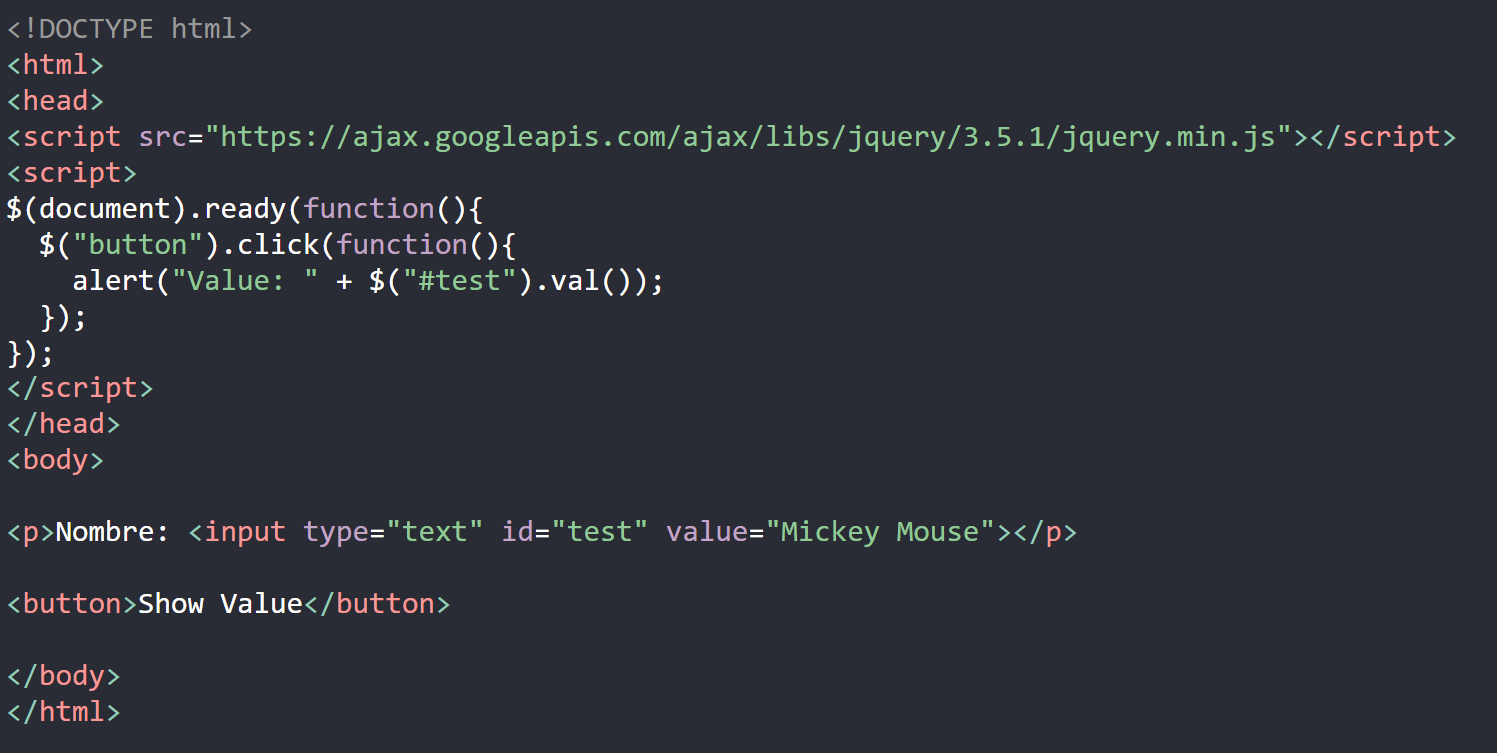 <!DOCTYPE html>
<html>
<head>
<script src="https://ajax.googleapis.com/ajax/libs/jquery/3.5.1/jquery.min.js"></script>
<script>
$(document).ready(function(){
  $("button").click(function(){
    alert("Value: " + $("#test").val());
  });
});
</script>
</head>
<body>

<p>Nombre: <input type="text" id="test" value="Mickey Mouse"></p>

<button>Show Value</button>

</body>
</html>